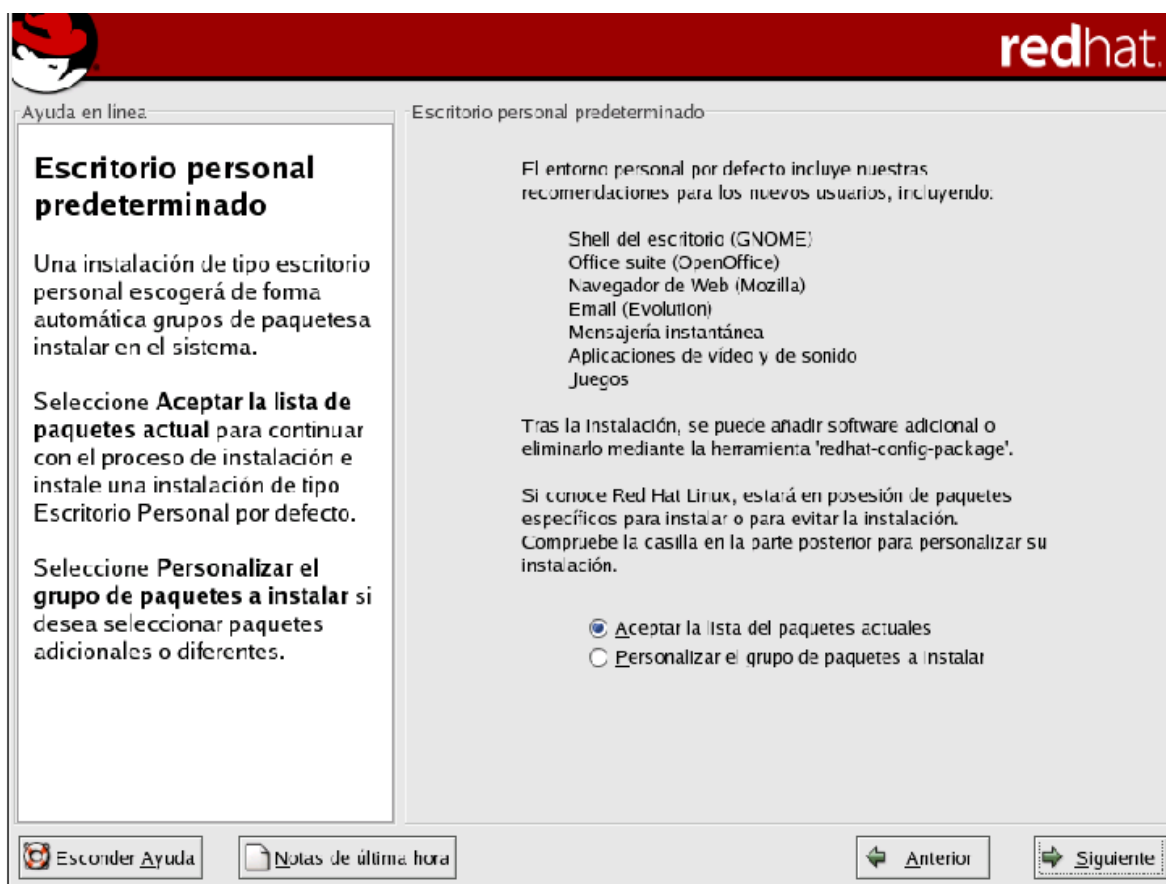 redhat.
Ayuda en línea
Escritorio personal
predeterminado
Una instalación de tipo escritorio
personal escogerá de forma
automática grupos de paquetesa
instalar en el sistema.
Seleccione Aceptar la lista de
paquetes actual para continuar
con el proceso de instalación e
instale una instalación de tipo
Escritorio Personal por defecto.
Seleccione Personalizar el
grupo de paquetes a instalar si
desea seleccionar paquetes
adicionales o diferentes.
Escritorio personal predeterminado
El entorno personal por defecto incluye nuestras
recomendaciones para los nuevos usuarios, incluyendo:
Shell del escritorio (GNOME)
Office suite (OpenOffice)
Navegador de Web (Mozilla)
Email (Evolution)
Mensajería instantánea
Aplicaciones de vídeo y de sonido
Juegos
Tras la instalación, se puede añadir software adicional o
eliminarlo mediante la herramienta 'redhat-config-package'.
Si conoce Red Hat Linux, estará en posesión de paquetes
específicos para instalar o para evitar la instalación.
Compruebe la casilla en la parte posterior para personalizar su
instalación.
Aceptar la lista del paquetes actuales
Personalizar el grupo de paquetes a instalar
Esconder Ayuda
Notas de última hora
Anterior
Siguiente